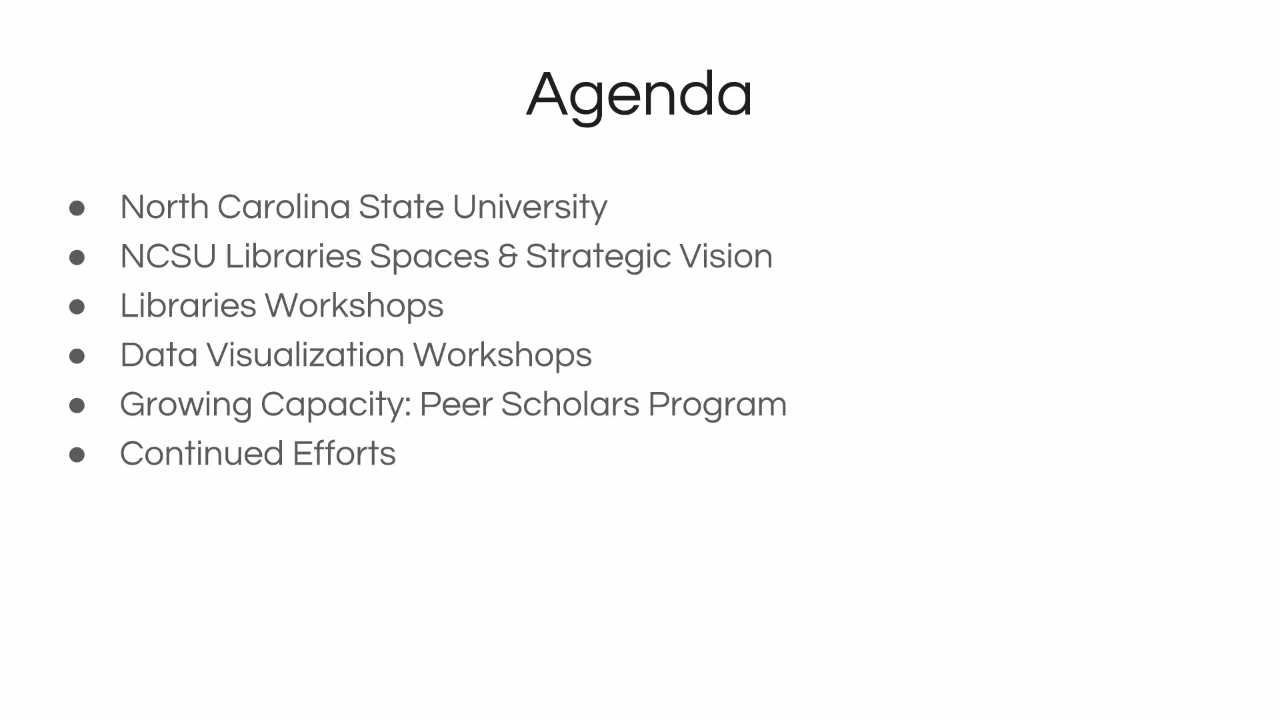 Agenda
● North Carolina State University
● NCSU Libraries Spaces & Strategic Vision
● Libraries Workshops
● Data Visualization Workshops
● Growing Capacity: Peer Scholars Program
● Continued Efforts